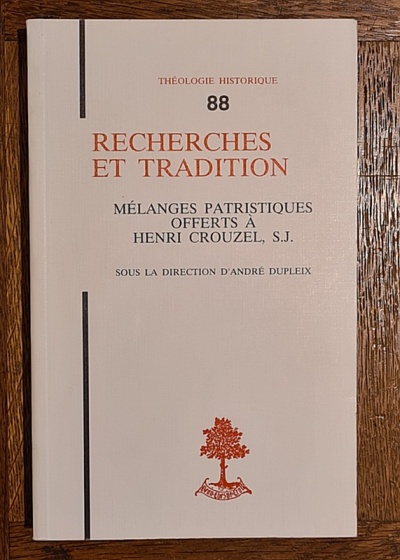 THÉOLOGIE HISTORIQUE
88
RECHERCHES
ET TRADITION
MÉLANGES PATRISTIQUES
OFFERTS À
HENRI CROUZEL, S.J.
SOUS LA DIRECTION D'ANDRÉ DUPLEIX